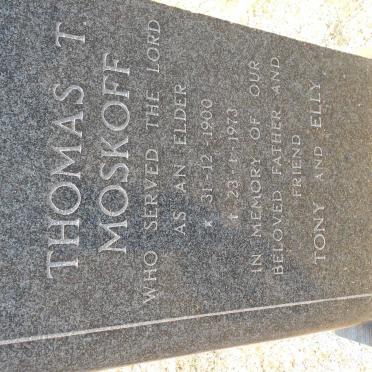 THOMAS T.
MOSKOFF
WHO SERVED THE LORD
AS AN ELDER
* 31-12-1900
† 23-1-1973
IN MEMORY OF OUR
BELOVED FATHER AND
FRIEND
TONY AND ELLY